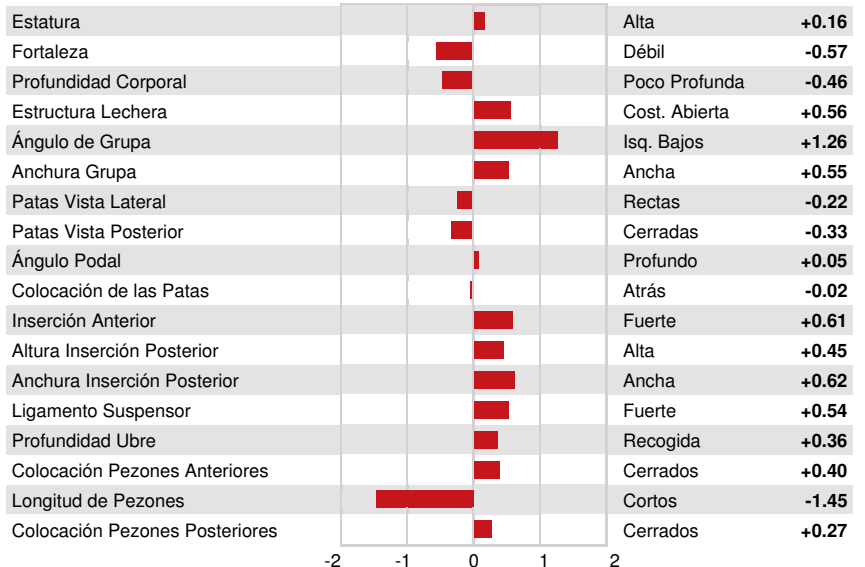 Estatura Alta +0.16
Fortaleza Débil -0.57
Profundidad Corporal Poco Profunda -0.46
Estructura Lechera Cost. Abierta +0.56
Ángulo de Grupa Isq. Bajos +1.26
Anchura Grupa Ancha +0.55
Patas Vista Lateral Rectas -0.22
Patas Vista Posterior Cerradas -0.33
Ángulo Podal Profundo +0.05
Colocación de las Patas Atrás -0.02
Inserción Anterior Fuerte +0.61
Altura Inserción Posterior Alta +0.45
Anchura Inserción Posterior Ancha +0.62
Ligamento Suspensor Fuerte +0.54
Profundidad Ubre Recogida +0.36
Colocación Pezones Anteriores Cerrados +0.40
Longitud de Pezones Cortos -1.45
Colocación Pezones Posteriores Cerrados +0.27
-2 -1 0 1 2